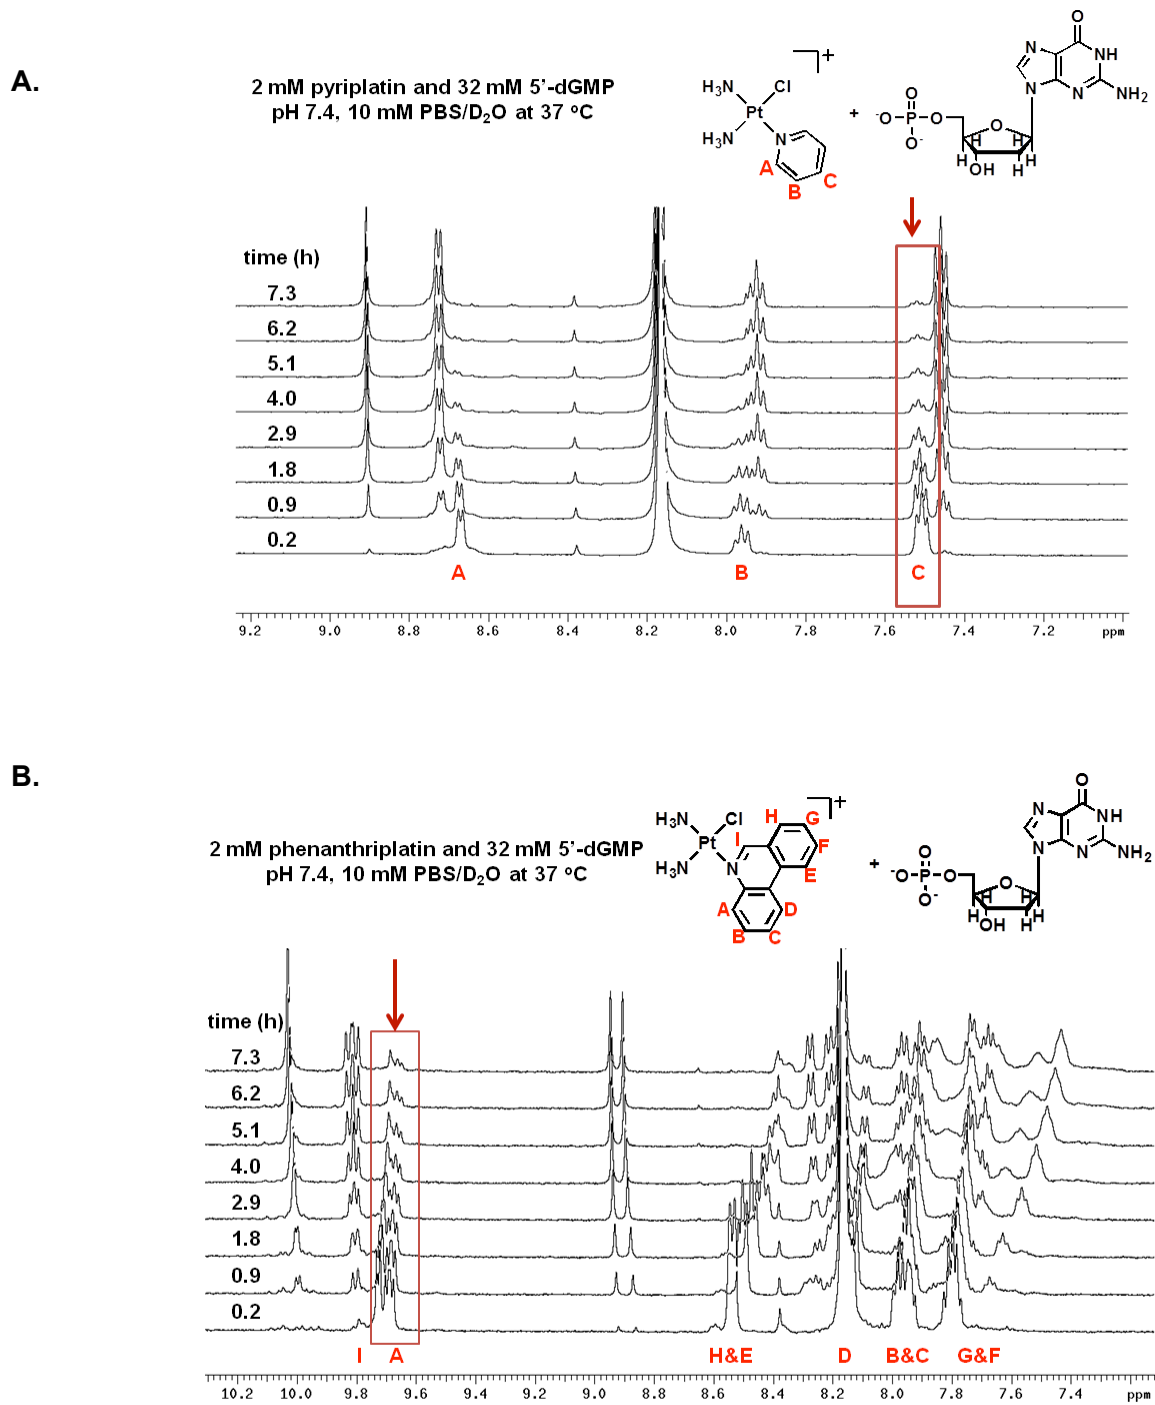 A.
2 mM pyriplatin and 32 mM 5'-dGMP
pH 7.4, 10 mM PBS/D₂O at 37 °C
H₃N
Cl
Pt
H₃N
N
A
B
C
+
+
O
⁻O-P-O
O⁻
O
OH
H
H
H
H
H
N
N
O
NH
N
NH₂
time (h)
7.3
6.2
5.1
4.0
2.9
1.8
0.9
0.2
A
B
C
9.2 9.0 8.8 8.6 8.4 8.2 8.0 7.8 7.6 7.4 7.2 ppm
B.
2 mM phenanthriplatin and 32 mM 5'-dGMP
pH 7.4, 10 mM PBS/D₂O at 37 °C
H₃N
Cl
Pt
H₃N
N
I
H
G
F
E
A
D
B
C
+
+
O
⁻O-P-O
O⁻
O
OH
H
H
H
H
H
N
N
O
NH
N
NH₂
time (h)
7.3
6.2
5.1
4.0
2.9
1.8
0.9
0.2
I
A
H&E
D
B&C
G&F
10.2 10.0 9.8 9.6 9.4 9.2 9.0 8.8 8.6 8.4 8.2 8.0 7.8 7.6 7.4 ppm